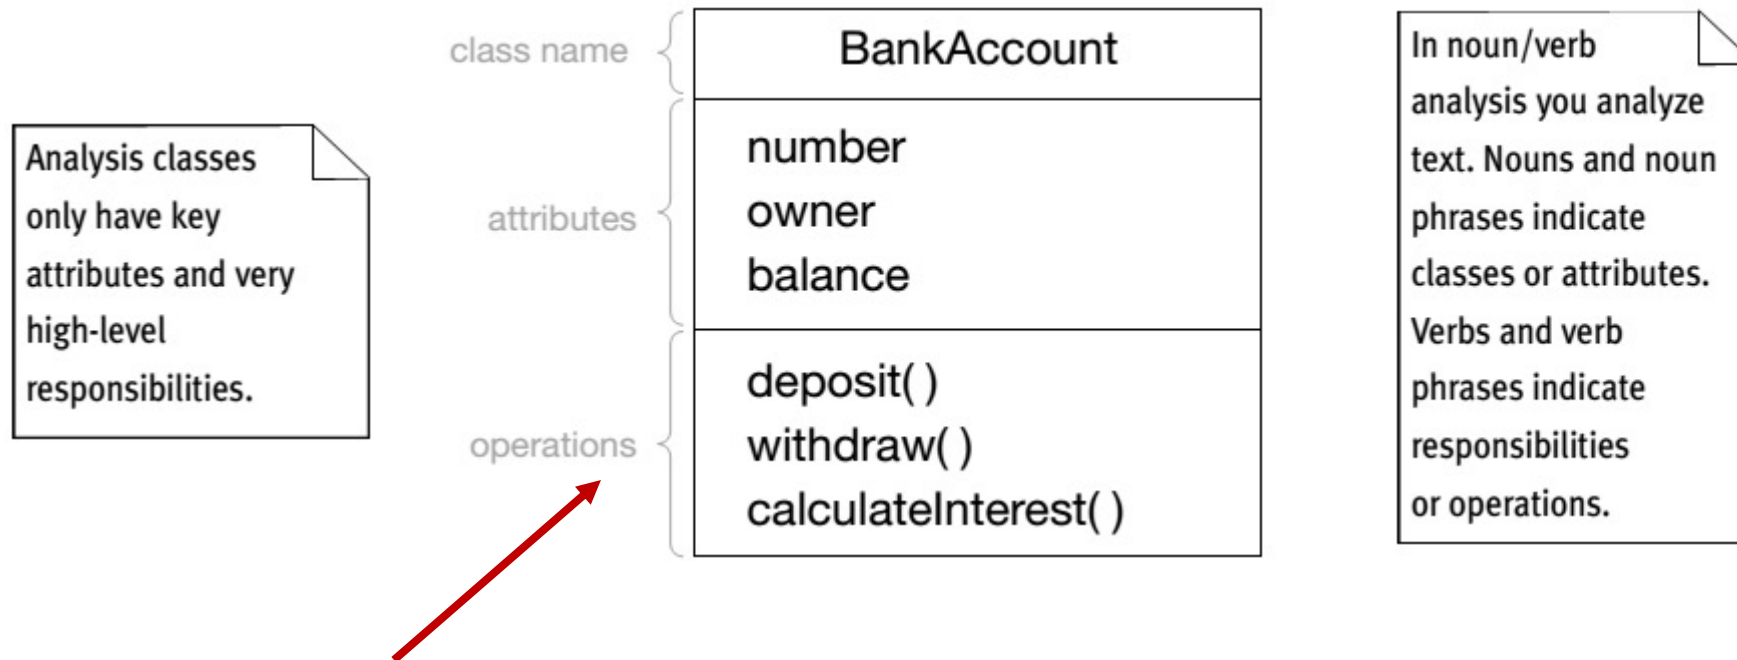 Analysis classes
only have key
attributes and very
high-level
responsibilities.
class name
BankAccount
attributes
number
owner
balance
operations
deposit( )
withdraw( )
calculateInterest( )
In noun/verb
analysis you analyze
text. Nouns and noun
phrases indicate
classes or attributes.
Verbs and verb
phrases indicate
responsibilities
or operations.